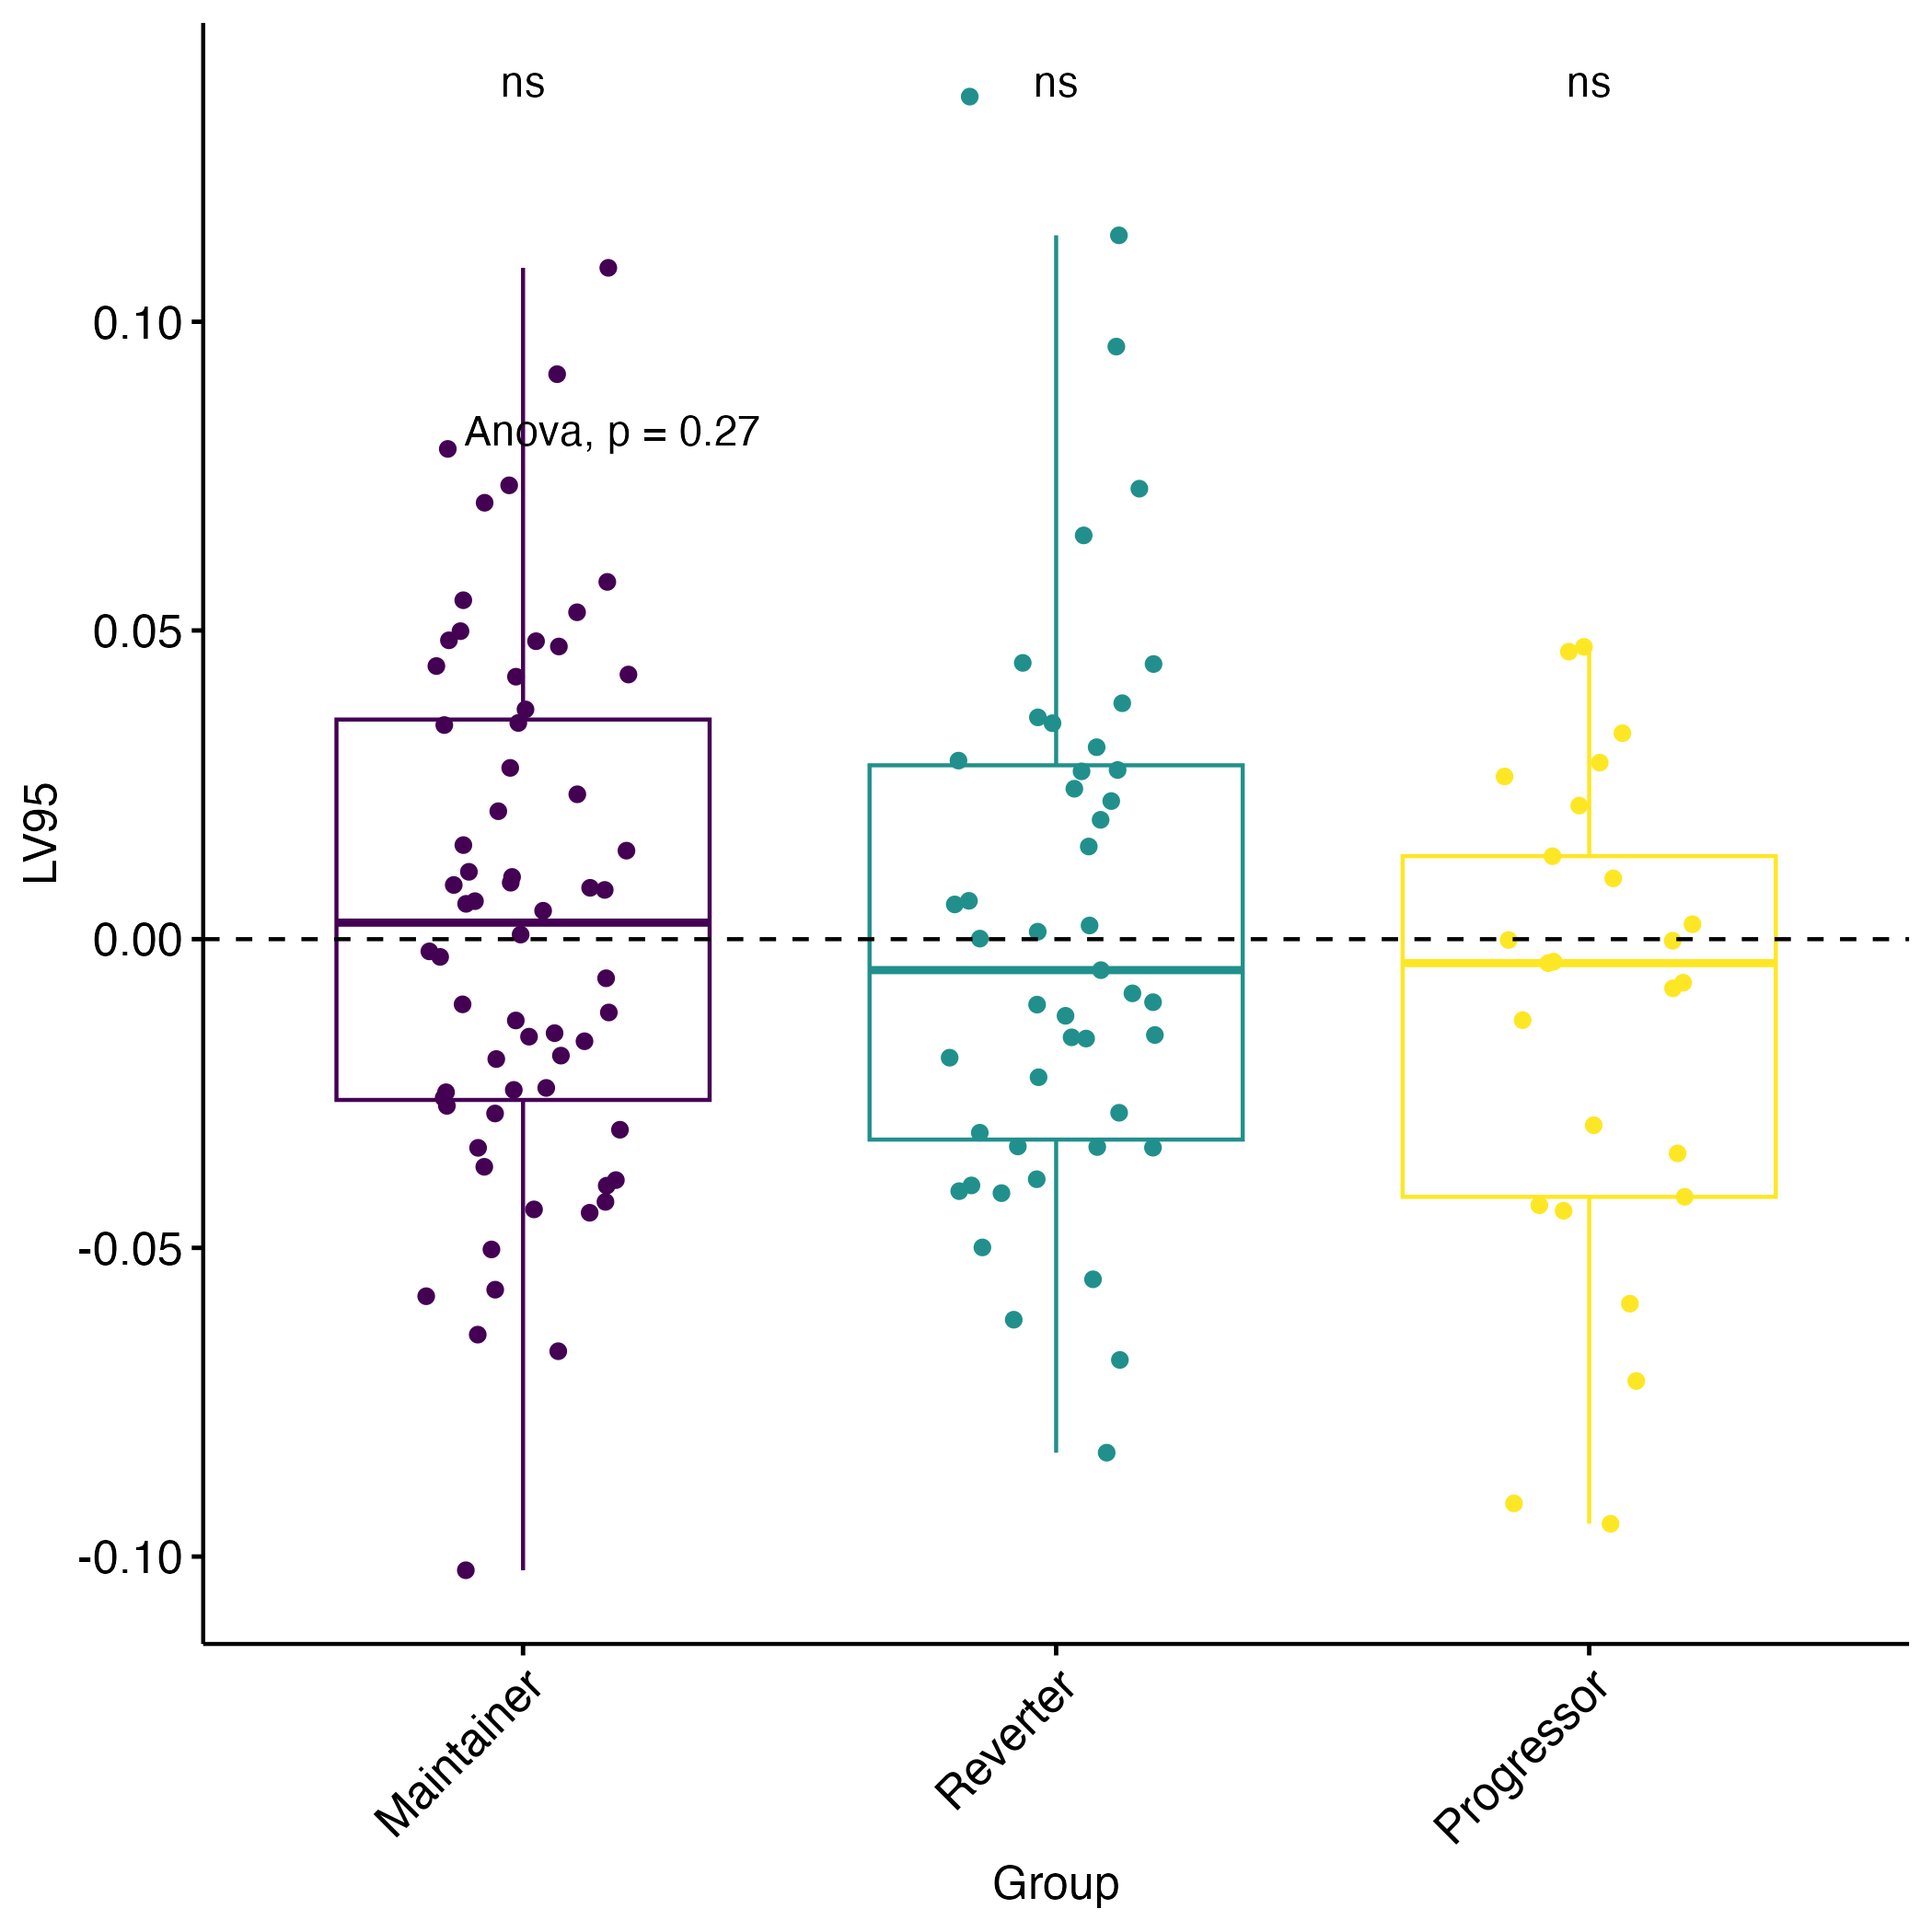 ns ns ns
Anova, p = 0.27
0.10
0.05
0.00
-0.05
-0.10
LV95
Maintainer Reverter Progressor
Group